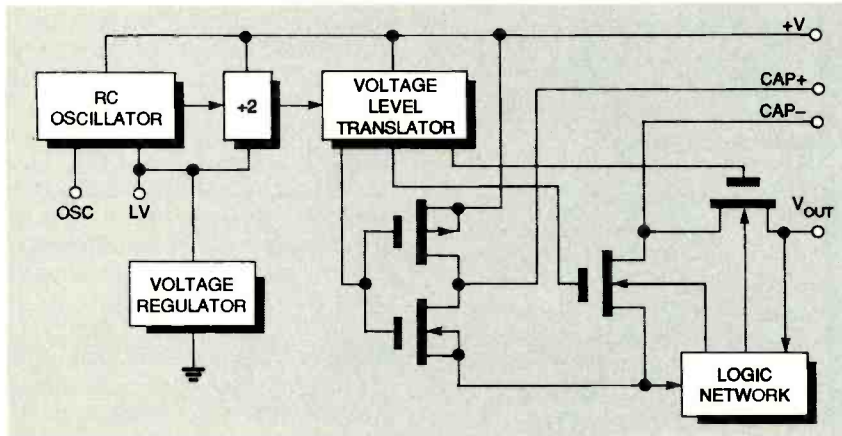 +V
CAP+
CAP–
RC
OSCILLATOR
÷2
VOLTAGE
LEVEL
TRANSLATOR
OSC
LV
VOUT
VOLTAGE
REGULATOR
LOGIC
NETWORK